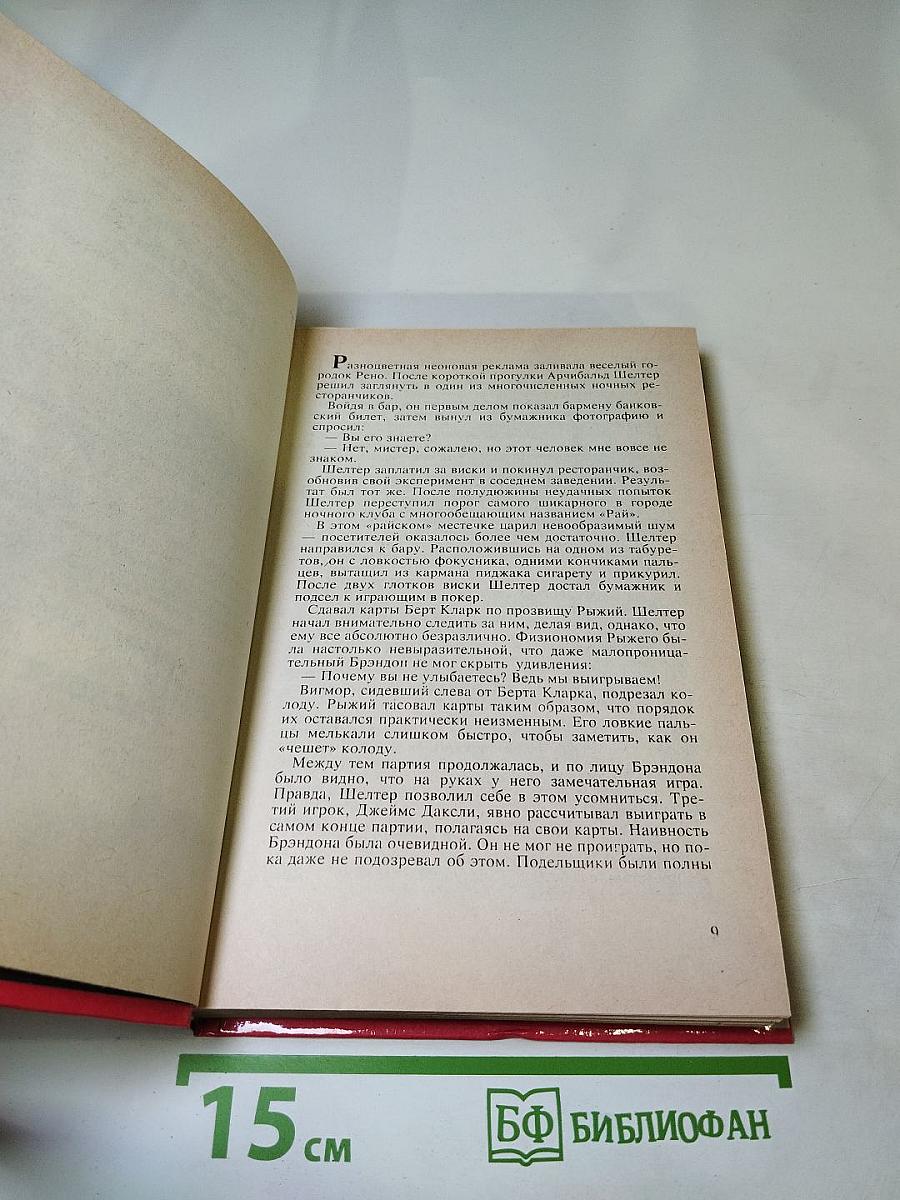 Разноцветная неоновая реклама заливала веселый го-
родок Рено. После короткой прогулки Арчибальд Шелтер
решил заглянуть в один из многочисленных ночных ре-
сторанчиков.
Войдя в бар, он первым делом показал бармену банков-
ский билет, затем вынул из бумажника фотографию и
спросил:
— Вы его знаете?
— Нет, мистер, сожалею, но этот человек мне вовсе не
знаком.
Шелтер заплатил за виски и покинул ресторанчик, воз-
обновив свой эксперимент в соседнем заведении. Резуль-
тат был тот же. После полудюжины неудачных попыток
Шелтер переступил порог самого шикарного в городе
ночного клуба с многообещающим названием «Рай».
В этом «райском» местечке царил невообразимый шум
— посетителей оказалось более чем достаточно. Шелтер
направился к бару. Расположившись на одном из табуре-
тов, он с ловкостью фокусника, одними кончиками паль-
цев, вытащил из кармана пиджака сигарету и прикурил.
После двух глотков виски Шелтер достал бумажник и
подсел к играющим в покер.
Сдавал карты Берт Кларк по прозвищу Рыжий. Шелтер
начал внимательно следить за ним, делая вид, однако, что
ему все абсолютно безразлично. Физиономия Рыжего бы-
ла настолько невыразительной, что даже малопроница-
тельный Брэндон не мог скрыть удивления:
— Почему вы не улыбаетесь? Ведь мы выигрываем!
Вигмор, сидевший слева от Берта Кларка, подрезал ко-
лоду. Рыжий тасовал карты таким образом, что порядок
их оставался практически неизменным. Его ловкие паль-
цы мелькали слишком быстро, чтобы заметить, как он
«чешет» колоду.
Между тем партия продолжалась, и по лицу Брэндона
было видно, что на руках у него замечательная игра.
Правда, Шелтер позволил себе в этом усомниться. Тре-
тий игрок, Джеймс Даксли, явно рассчитывал выиграть в
самом конце партии, полагаясь на свои карты. Наивность
Брэндона была очевидной. Он не мог не проиграть, но по-
ка даже не подозревал об этом. Подельщики были полны
9
15 см
БФ БИБЛИОФАН